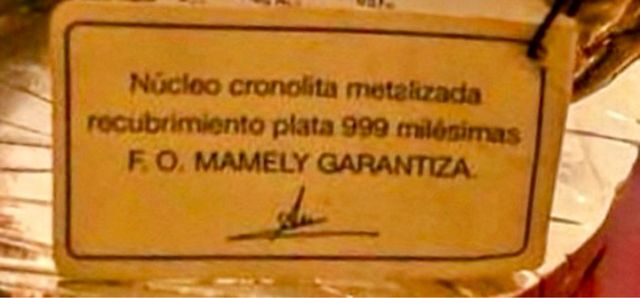 Núcleo cronolita metalizada
recubrimiento plata 999 milésimas
F. O. MAMELY GARANTIZA.